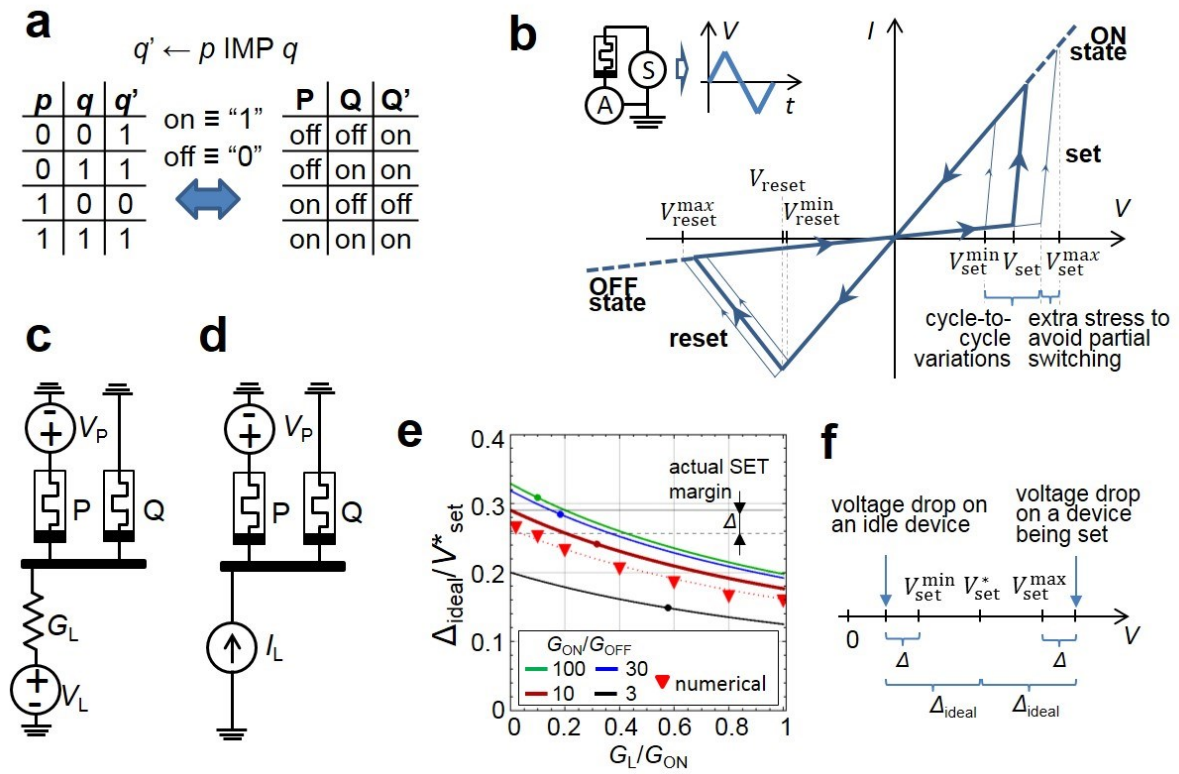 a
q' ← p IMP q
p q q'
0 0 1
0 1 1
1 0 0
1 1 1
on ≡ “1”
off ≡ “0”
P Q Q'
off off on
off on on
on off off
on on on
b
S
A
V
t
I
ON
state
set
V
V_reset^max
V_reset
V_reset^min
V_set^min V_set V_set^max
OFF
state
reset
cycle-to-
cycle
variations
extra stress to
avoid partial
switching
c
-
+
V_P
P
Q
G_L
+
-
V_L
d
-
+
V_P
P
Q
I_L
e
Δ_ideal/V*_set
0.4
0.3
0.2
0.1
0
actual SET
margin
Δ
G_ON/G_OFF
100 30
10 3
numerical
0 0.2 0.4 0.6 0.8 1
G_L/G_ON
f
voltage drop on
an idle device
voltage drop
on a device
being set
V_set^min V_set^* V_set^max
0
V
Δ Δ
Δ_ideal Δ_ideal